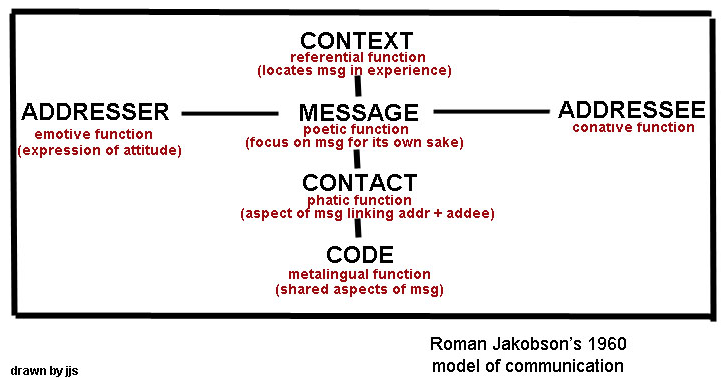 CONTEXT
referential function
(locates msg in experience)
ADDRESSER
emotive function
(expression of attitude)
MESSAGE
poetic function
(focus on msg for its own sake)
ADDRESSEE
conative function
CONTACT
phatic function
(aspect of msg linking addr + addee)
CODE
metalingual function
(shared aspects of msg)
Roman Jakobson's 1960
model of communication
drawn by jjs